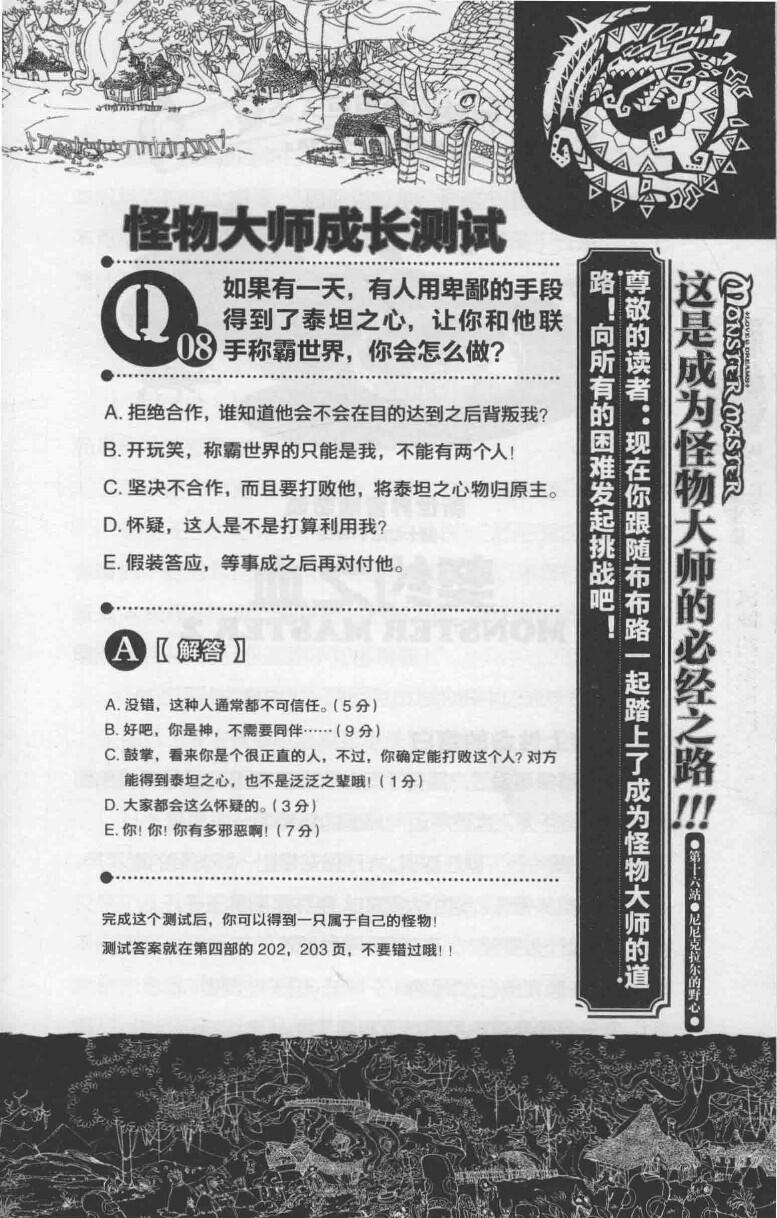 怪物大师成长测试
Q
08
如果有一天，有人用卑鄙的手段
得到了泰坦之心，让你和他联
手称霸世界，你会怎么做？
A. 拒绝合作，谁知道他会不会在目的达到之后背叛我？
B. 开玩笑，称霸世界的只能是我，不能有两个人！
C. 坚决不合作，而且要打败他，将泰坦之心物归原主。
D. 怀疑，这人是不是打算利用我？
E. 假装答应，等事成之后再对付他。
A【 解答 】
A. 没错，这种人通常都不可信任。（5分）
B. 好吧，你是神，不需要同伴……（9分）
C. 鼓掌，看来你是个很正直的人，不过，你确定能打败这个人？对方
能得到泰坦之心，也不是泛泛之辈哦！（1分）
D. 大家都会这么怀疑的。（3分）
E. 你！你！你有多邪恶啊！（7分）
完成这个测试后，你可以得到一只属于自己的怪物！
测试答案就在第四部的 202，203 页，不要错过哦！！
MONSTER MASTER
LOVE & DREAMS
这是成为怪物大师的必经之路!!!
●第十六站●尼尼克拉尔的野心●
尊敬的读者：现在你跟随布布路一起踏上了成为怪物大师的道
路！向所有的困难发起挑战吧！